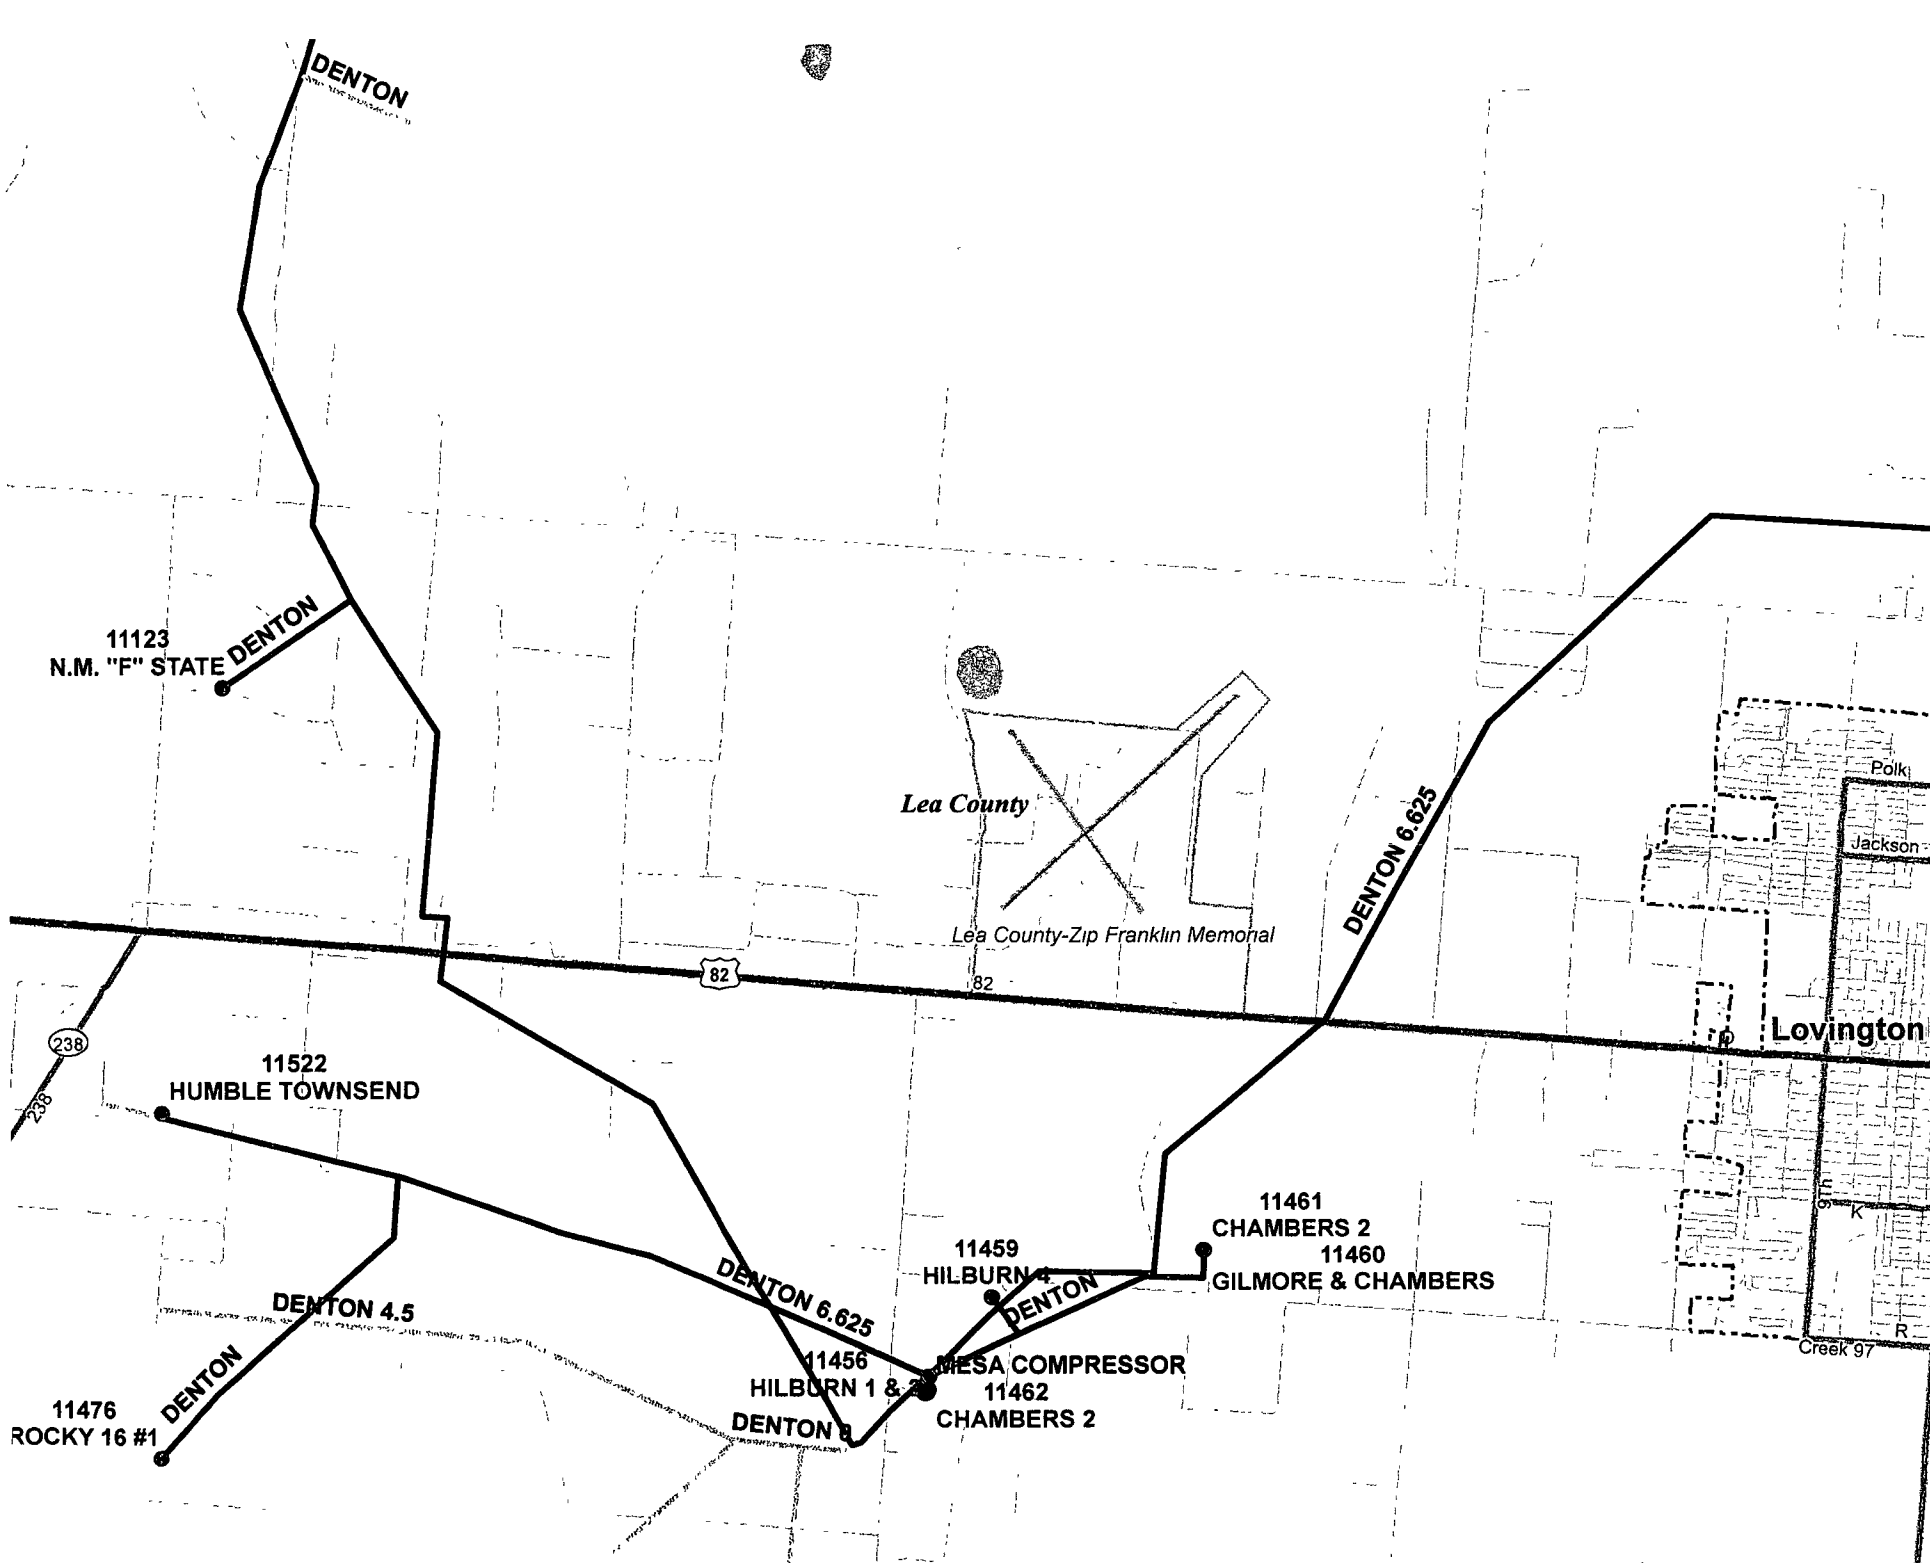 DENTON
DENTON
11123
N.M. "F" STATE
Polk
Lea County
DENTON 6.625
Jackson
Lea County-Zip Franklin Memorial
82
82
Lovington
238
238
11522
HUMBLE TOWNSEND
9Th
K
11461
CHAMBERS 2
11459
HILBURN 4
11460
GILMORE & CHAMBERS
DENTON
DENTON 6.625
DENTON 4.5
R
Creek 97
11456
HILBURN 1 & 2
MESA COMPRESSOR
11462
CHAMBERS 2
DENTON
11476
ROCKY 16 #1
DENTON